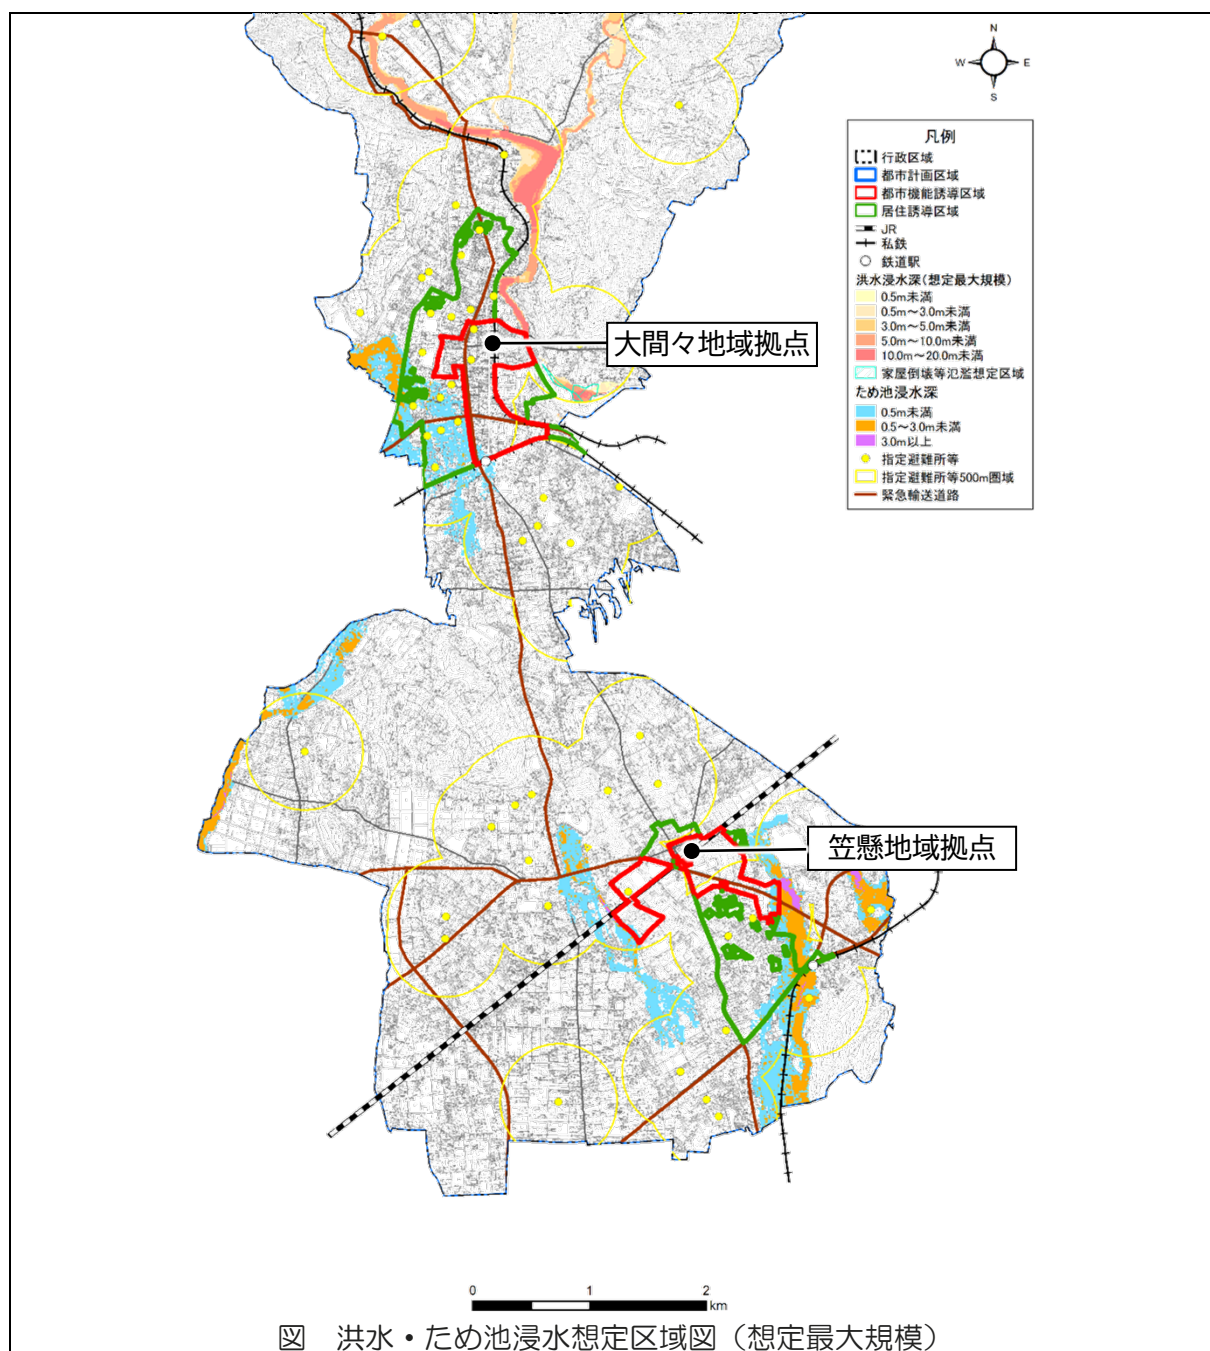 N
W E
S
凡例
行政区域
都市計画区域
都市機能誘導区域
居住誘導区域
JR
私鉄
鉄道駅
洪水浸水深(想定最大規模)
0.5m未満
0.5m～3.0m未満
3.0m～5.0m未満
5.0m～10.0m未満
10.0m～20.0m未満
家屋倒壊等氾濫想定区域
ため池浸水深
0.5m未満
0.5～3.0m未満
3.0m以上
指定避難所等
指定避難所等500m圏域
緊急輸送道路
大間々地域拠点
笠懸地域拠点
0 1 2
km
図　洪水・ため池浸水想定区域図（想定最大規模）